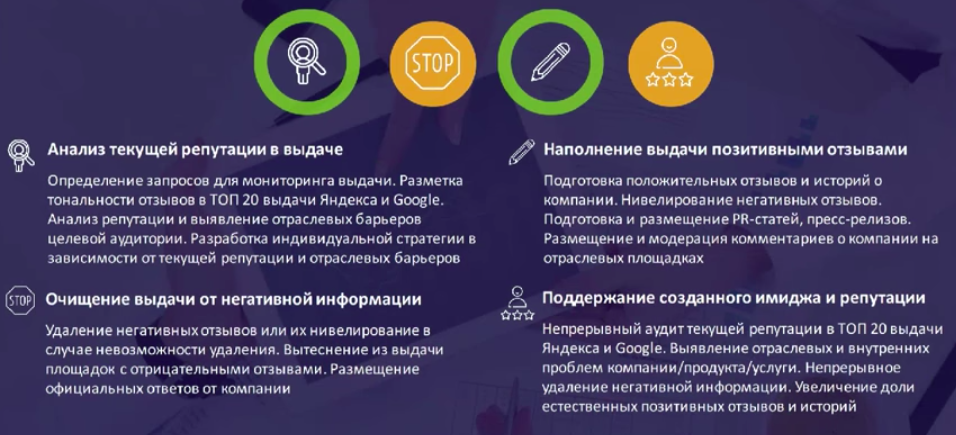 STOP
Анализ текущей репутации в выдаче
Определение запросов для мониторинга выдачи. Разметка
тональности отзывов в ТОП 20 выдачи Яндекса и Google.
Анализ репутации и выявление отраслевых барьеров
целевой аудитории. Разработка индивидуальной стратегии в
зависимости от текущей репутации и отраслевых барьеров
STOP
Очищение выдачи от негативной информации
Удаление негативных отзывов или их нивелирование в
случае невозможности удаления. Вытеснение из выдачи
площадок с отрицательными отзывами. Размещение
официальных ответов от компании
Наполнение выдачи позитивными отзывами
Подготовка положительных отзывов и историй о
компании. Нивелирование негативных отзывов.
Подготовка и размещение PR-статей, пресс-релизов.
Размещение и модерация комментариев о компании на
отраслевых площадках
Поддержание созданного имиджа и репутации
Непрерывный аудит текущей репутации в ТОП 20 выдачи
Яндекса и Google. Выявление отраслевых и внутренних
проблем компании/продукта/услуги. Непрерывное
удаление негативной информации. Увеличение доли
естественных позитивных отзывов и историй